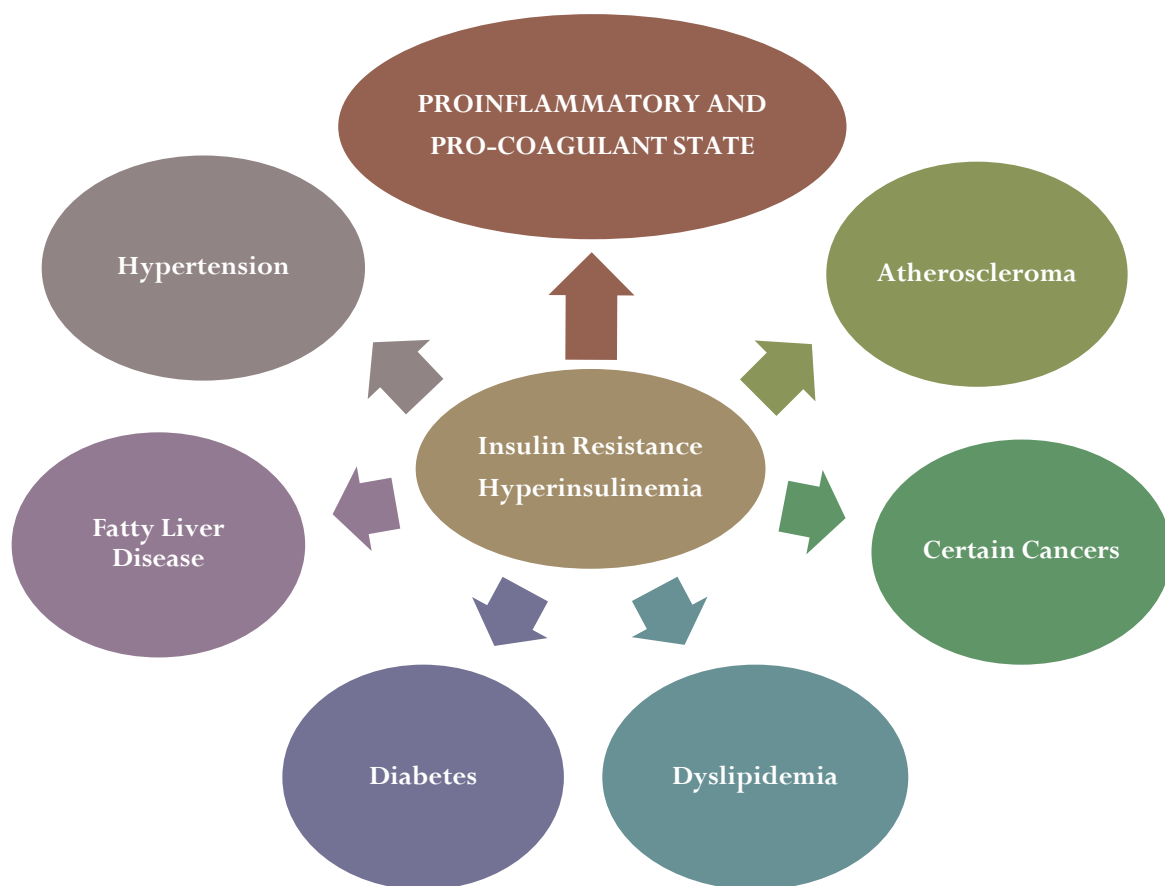 PROINFLAMMATORY AND
PRO-COAGULANT STATE
Hypertension
Atheroscleroma
Insulin Resistance
Hyperinsulinemia
Fatty Liver
Disease
Certain Cancers
Diabetes
Dyslipidemia